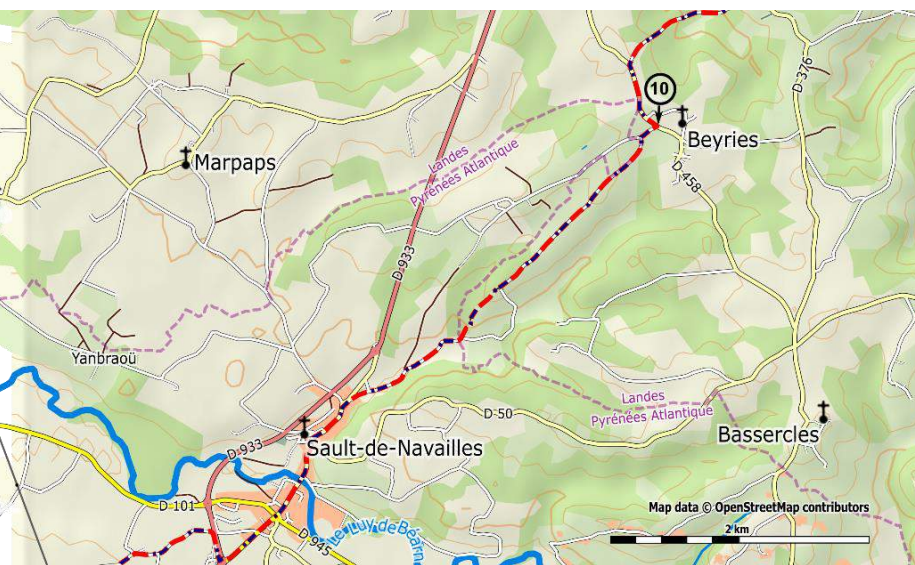 10
D 376
Beyries
Marpaps
Landes
Pyrénées Atlantique
D 458
D 933
Yanbraoü
Landes
Pyrénées Atlantique
D-50
Bassercles
D 933
Sault-de-Navailles
Map data © OpenStreetMap contributors
D 101
2 km
D 945
Le Luy de Béarn